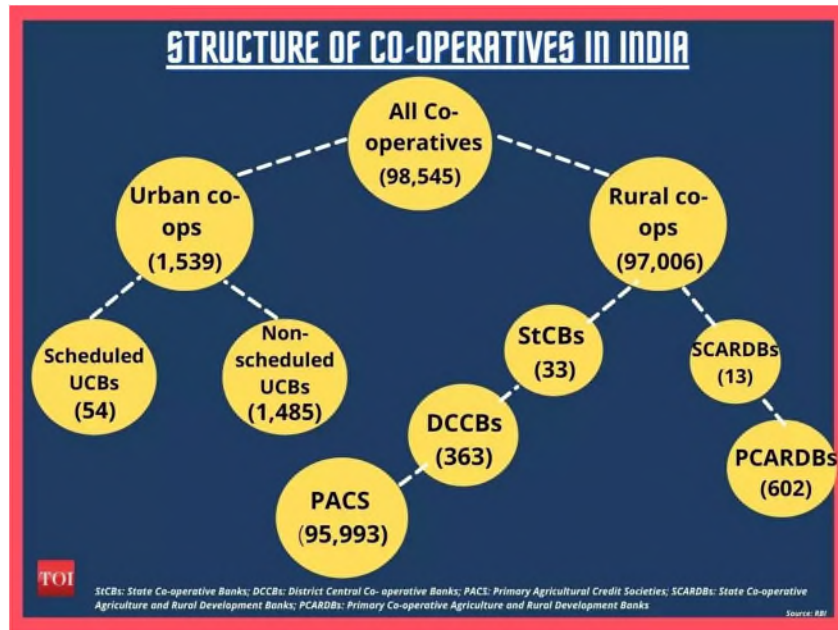 STRUCTURE OF CO-OPERATIVES IN INDIA
All Co-
operatives
(98,545)
Urban co-
ops
(1,539)
Rural co-
ops
(97,006)
Scheduled
UCBs
(54)
Non-
scheduled
UCBs
(1,485)
StCBs
(33)
SCARDBs
(13)
DCCBs
(363)
PCARDBs
(602)
PACS
(95,993)
TOI
StCBs: State Co-operative Banks; DCCBs: District Central Co- operative Banks; PACS: Primary Agricultural Credit Societies; SCARDBs: State Co-operative
Agriculture and Rural Development Banks; PCARDBs: Primary Co-operative Agriculture and Rural Development Banks
Source: RBI